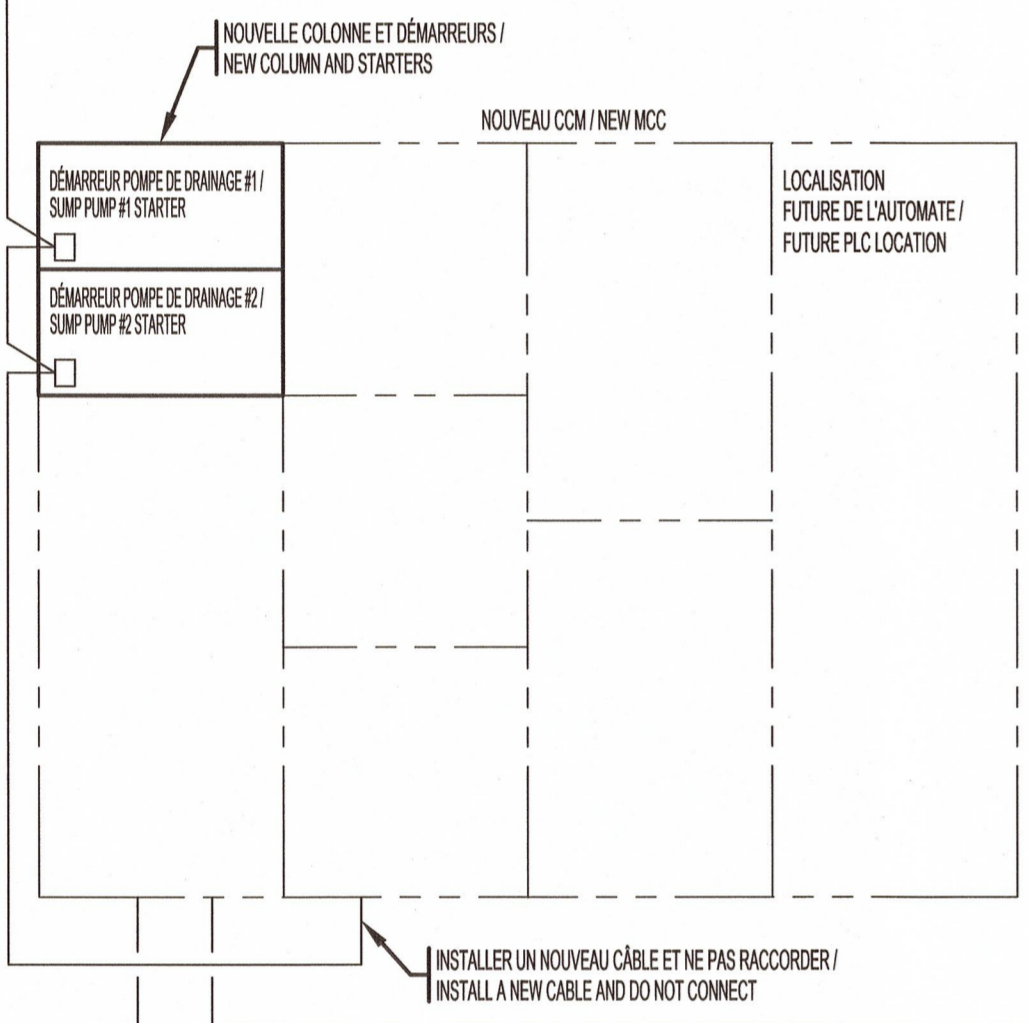 NOUVELLE COLONNE ET DÉMARREURS /
NEW COLUMN AND STARTERS
NOUVEAU CCM / NEW MCC
DÉMARREUR POMPE DE DRAINAGE #1 /
SUMP PUMP #1 STARTER
LOCALISATION
FUTURE DE L'AUTOMATE /
FUTURE PLC LOCATION
DÉMARREUR POMPE DE DRAINAGE #2 /
SUMP PUMP #2 STARTER
INSTALLER UN NOUVEAU CÂBLE ET NE PAS RACCORDER /
INSTALL A NEW CABLE AND DO NOT CONNECT